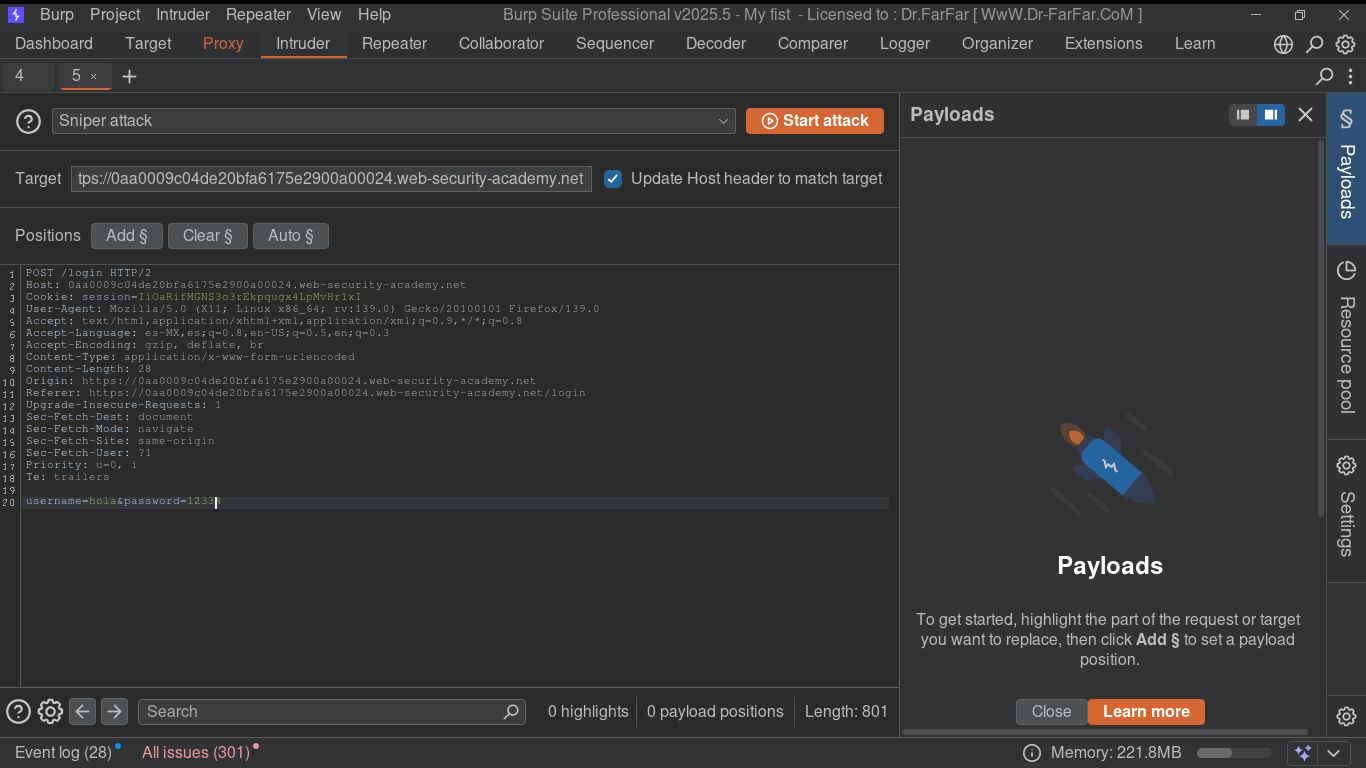 Burp Project Intruder Repeater View Help Burp Suite Professional v2025.5 - My fist - Licensed to : Dr.FarFar [ WwW.Dr-FarFar.CoM ]
Dashboard Target Proxy Intruder Repeater Collaborator Sequencer Decoder Comparer Logger Organizer Extensions Learn
4 5 × +
Sniper attack Start attack
Target tps://0aa0009c04de20bfa6175e2900a00024.web-security-academy.net Update Host header to match target
Positions Add § Clear § Auto §
1 POST /login HTTP/2
2 Host: 0aa0009c04de20bfa6175e2900a00024.web-security-academy.net
3 Cookie: session=IiOaRifMGNS3o3rEkpqugx4LpMvHr1xI
4 User-Agent: Mozilla/5.0 (X11; Linux x86_64; rv:139.0) Gecko/20100101 Firefox/139.0
5 Accept: text/html,application/xhtml+xml,application/xml;q=0.9,*/*;q=0.8
6 Accept-Language: es-MX,es;q=0.8,en-US;q=0.5,en;q=0.3
7 Accept-Encoding: gzip, deflate, br
8 Content-Type: application/x-www-form-urlencoded
9 Content-Length: 28
10 Origin: https://0aa0009c04de20bfa6175e2900a00024.web-security-academy.net
11 Referer: https://0aa0009c04de20bfa6175e2900a00024.web-security-academy.net/login
12 Upgrade-Insecure-Requests: 1
13 Sec-Fetch-Dest: document
14 Sec-Fetch-Mode: navigate
15 Sec-Fetch-Site: same-origin
16 Sec-Fetch-User: ?1
17 Priority: u=0, i
18 Te: trailers
19
20 username=hola&password=1233
Search 0 highlights 0 payload positions Length: 801
Payloads
Payloads
To get started, highlight the part of the request or target
you want to replace, then click Add § to set a payload
position.
Close Learn more
§ Payloads
Resource pool
Settings
Event log (28) All issues (301) Memory: 221.8MB